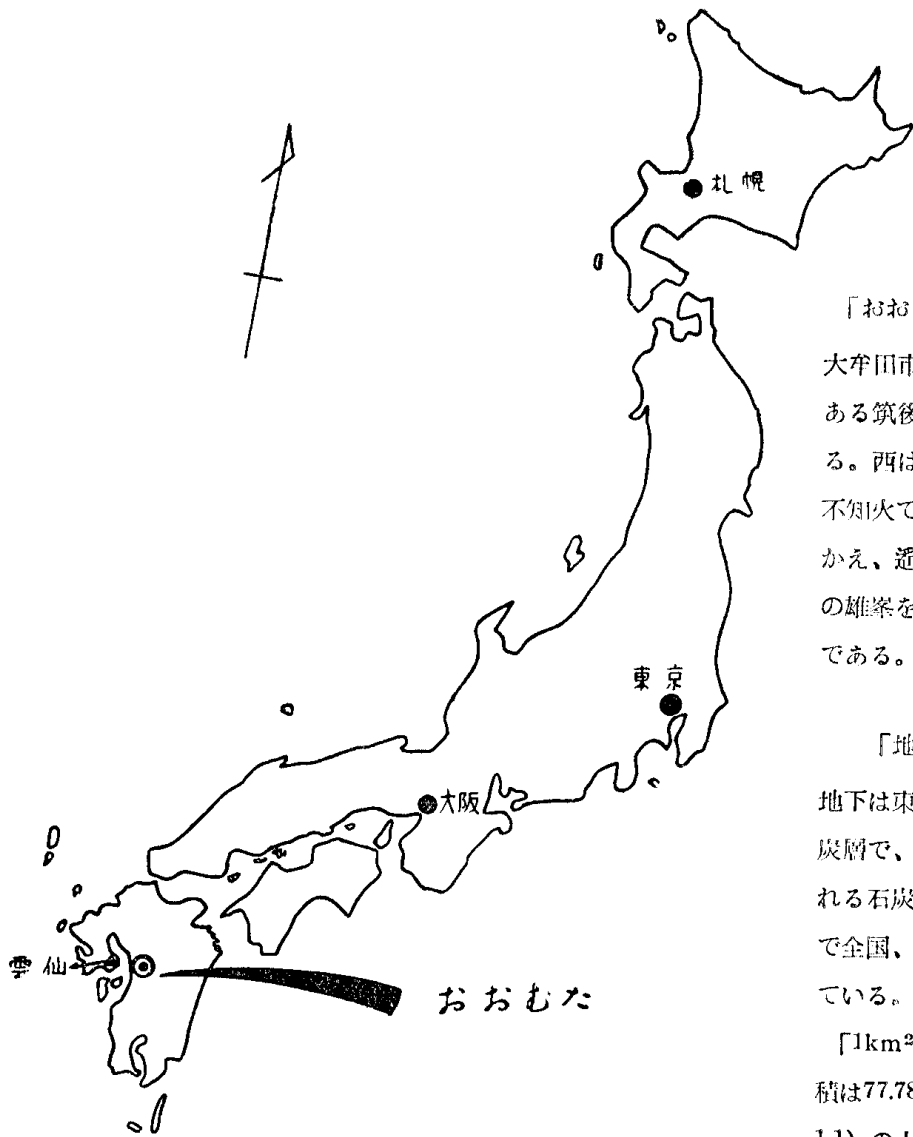 札幌
東京
大阪
雲仙
おおむた
「おお
大牟田市
ある筑後
る。西は
不知火で
かえ、遥
の雄峯を
である。
「地
地下は東
炭層で、
れる石炭
で全国、
ている。
「1km²
積は77.78